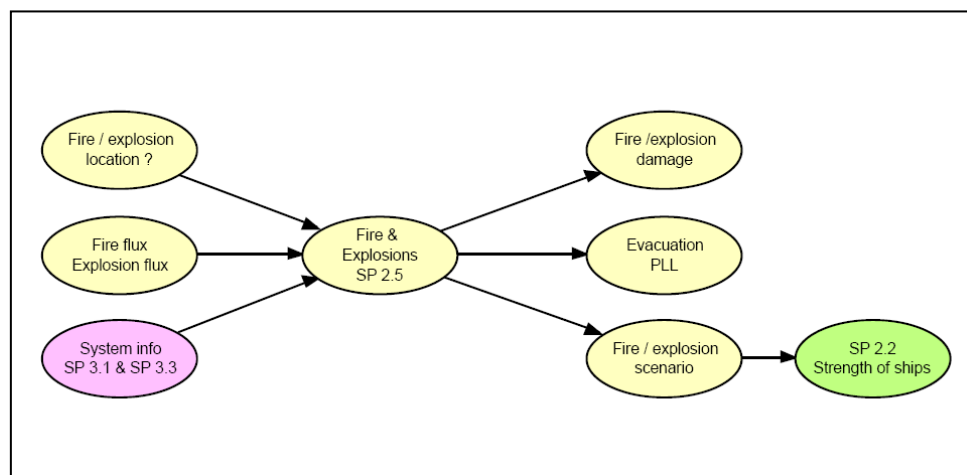 Fire / explosion
location ?
Fire flux
Explosion flux
System info
SP 3.1 & SP 3.3
Fire &
Explosions
SP 2.5
Fire /explosion
damage
Evacuation
PLL
Fire / explosion
scenario
SP 2.2
Strength of ships